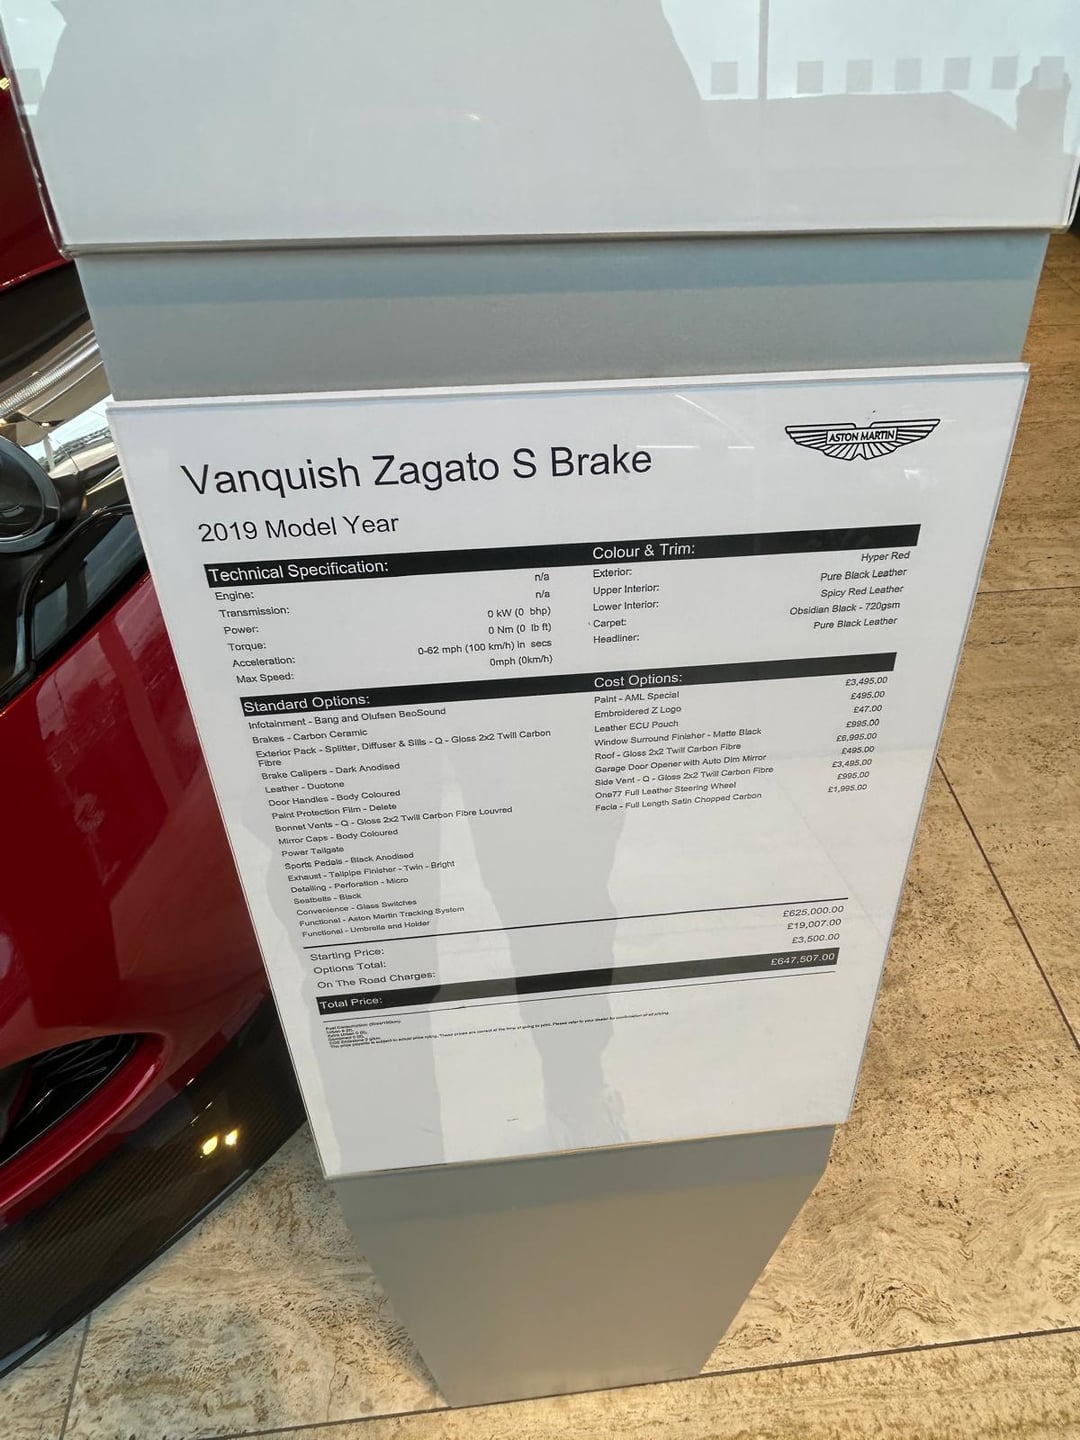 ASTON MARTIN
Vanquish Zagato S Brake
2019 Model Year
Technical Specification:
Engine: n/a
Transmission: n/a
Power: 0 kW (0 bhp)
Torque: 0 Nm (0 lb ft)
Acceleration: 0-62 mph (100 km/h) in secs
Max Speed: 0mph (0km/h)
Colour & Trim:
Exterior: Hyper Red
Upper Interior: Pure Black Leather
Lower Interior: Spicy Red Leather
Carpet: Obsidian Black - 720gsm
Headliner: Pure Black Leather
Standard Options:
Infotainment - Bang and Olufsen BeoSound
Brakes - Carbon Ceramic
Exterior Pack - Splitter, Diffuser & Sills - Q - Gloss 2x2 Twill Carbon
Fibre
Brake Calipers - Dark Anodised
Leather - Duotone
Door Handles - Body Coloured
Paint Protection Film - Delete
Bonnet Vents - Q - Gloss 2x2 Twill Carbon Fibre Louvred
Mirror Caps - Body Coloured
Power Tailgate
Sports Pedals - Black Anodised
Exhaust - Tailpipe Finisher - Twin - Bright
Detailing - Perforation - Micro
Seatbelts - Black
Convenience - Glass Switches
Functional - Aston Martin Tracking System
Functional - Umbrella and Holder
Cost Options:
Paint - AML Special £3,495.00
Embroidered Z Logo £495.00
Leather ECU Pouch £47.00
Window Surround Finisher - Matte Black £995.00
Roof - Gloss 2x2 Twill Carbon Fibre £6,995.00
Garage Door Opener with Auto Dim Mirror £495.00
Side Vent - Q - Gloss 2x2 Twill Carbon Fibre £3,495.00
One77 Full Leather Steering Wheel £995.00
Facia - Full Length Satin Chopped Carbon £1,995.00
Starting Price: £625,000.00
Options Total: £19,007.00
On The Road Charges: £3,500.00
Total Price: £647,507.00